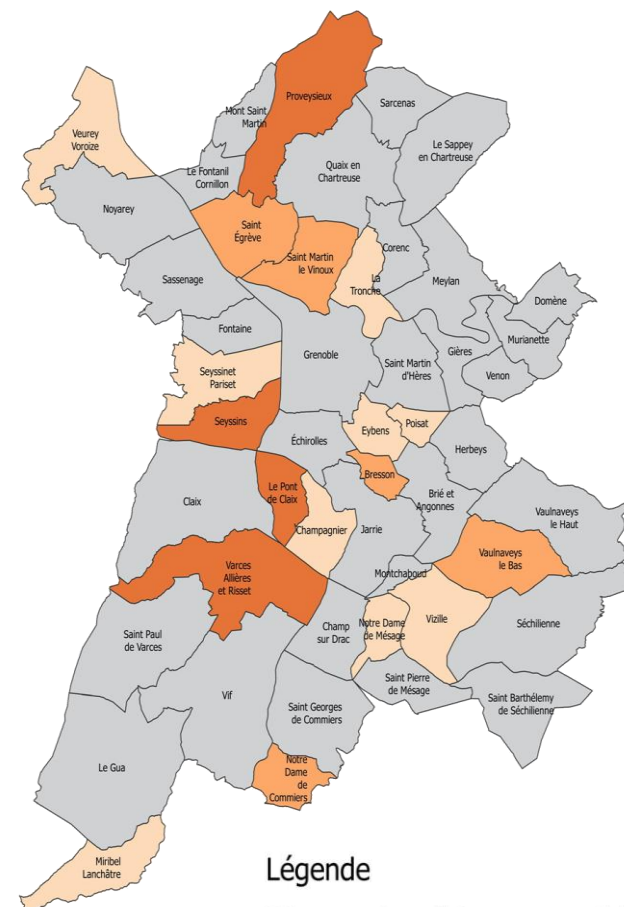 Proveysieux
Sarcenas
Mont Saint
Martin
Veurey
Voroize
Le Sappey
en Chartreuse
Quaix en
Chartreuse
Le Fontanil
Cornillon
Noyarey
Saint
Égrève
Corenc
Saint Martin
le Vinoux
La
Tronche
Meylan
Sassenage
Domène
Fontaine
Murianette
Grenoble
Gières
Saint Martin
d'Hères
Venon
Seyssinet
Pariset
Seyssins
Poisat
Eybens
Échirolles
Herbeys
Bresson
Le Pont
de Claix
Brié et
Angonnes
Claix
Vaulnaveys
le Haut
Champagnier
Jarrie
Vaulnaveys
le Bas
Varces
Allières
et Risset
Montchaboud
Vizille
Notre Dame
de Mésage
Champ
sur Drac
Séchilienne
Saint Paul
de Varces
Saint Pierre
de Mésage
Vif
Saint Barthélemy
de Séchilienne
Saint Georges
de Commiers
Le Gua
Notre
Dame
de
Commiers
Miribel
Lanchâtre
Légende